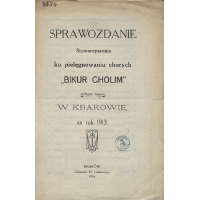 SPRAWOZDANIE
Stowarzyszenia
ku pielęgnowaniu chorych
„BIKUR CHOLIM”
W KRAKOWIE,
za rok 1913.
KRAKÓW
1914